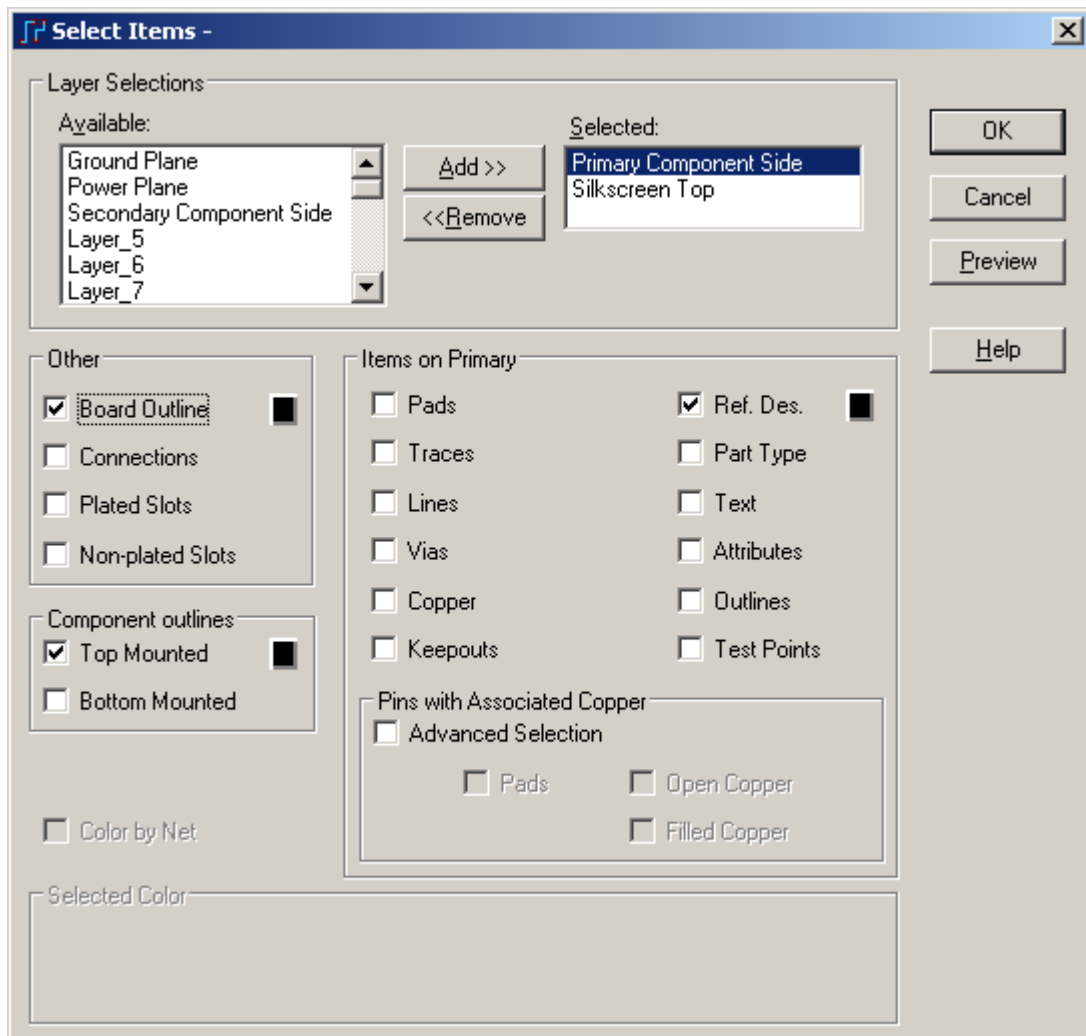 Select Items -
Layer Selections
Available:
Ground Plane
Power Plane
Secondary Component Side
Layer_5
Layer_6
Layer_7
Add >>
<<Remove
Selected:
Primary Component Side
Silkscreen Top
OK
Cancel
Preview
Help
Other
Board Outline
Connections
Plated Slots
Non-plated Slots
Component outlines
Top Mounted
Bottom Mounted
Color by Net
Items on Primary
Pads
Ref. Des.
Traces
Part Type
Lines
Text
Vias
Attributes
Copper
Outlines
Keepouts
Test Points
Pins with Associated Copper
Advanced Selection
Pads
Open Copper
Filled Copper
Selected Color